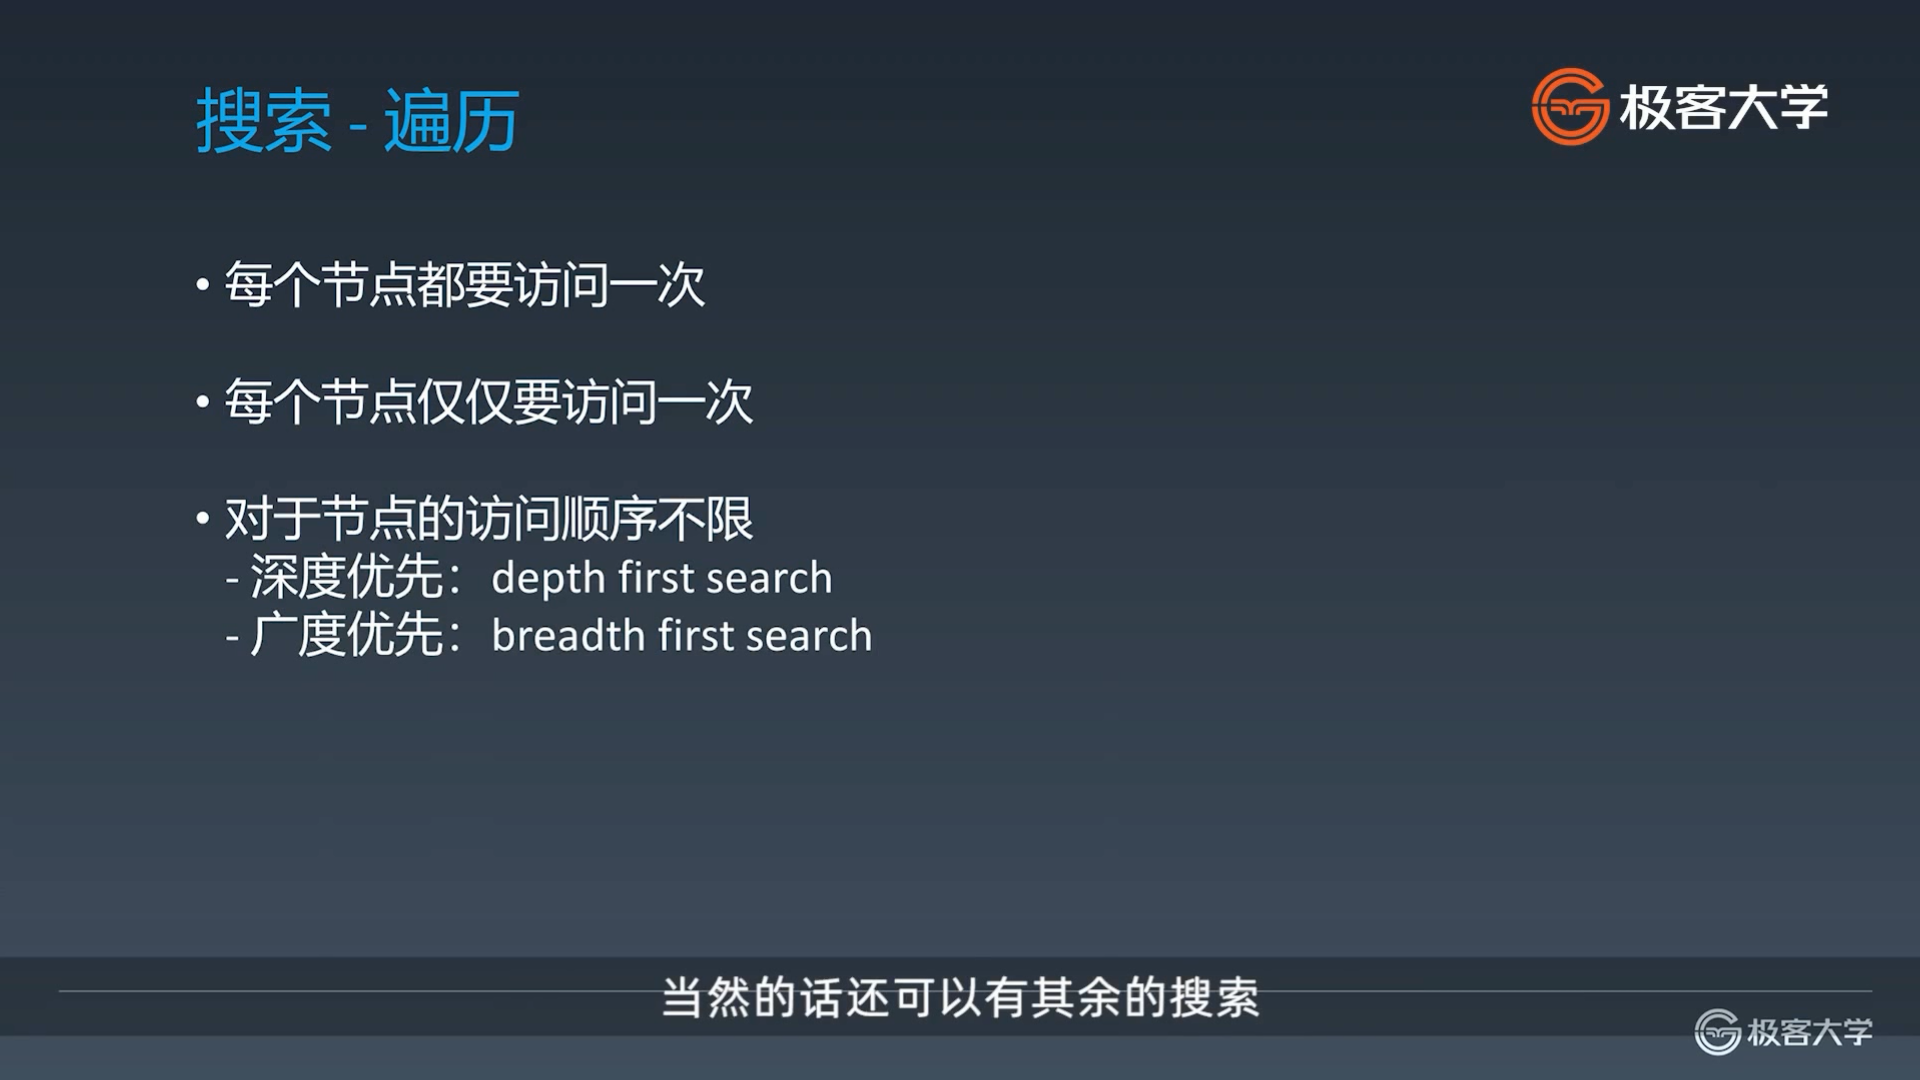 搜索 - 遍历
极客大学
• 每个节点都要访问一次
• 每个节点仅仅要访问一次
• 对于节点的访问顺序不限
- 深度优先： depth first search
- 广度优先： breadth first search
当然的话还可以有其余的搜索
极客大学